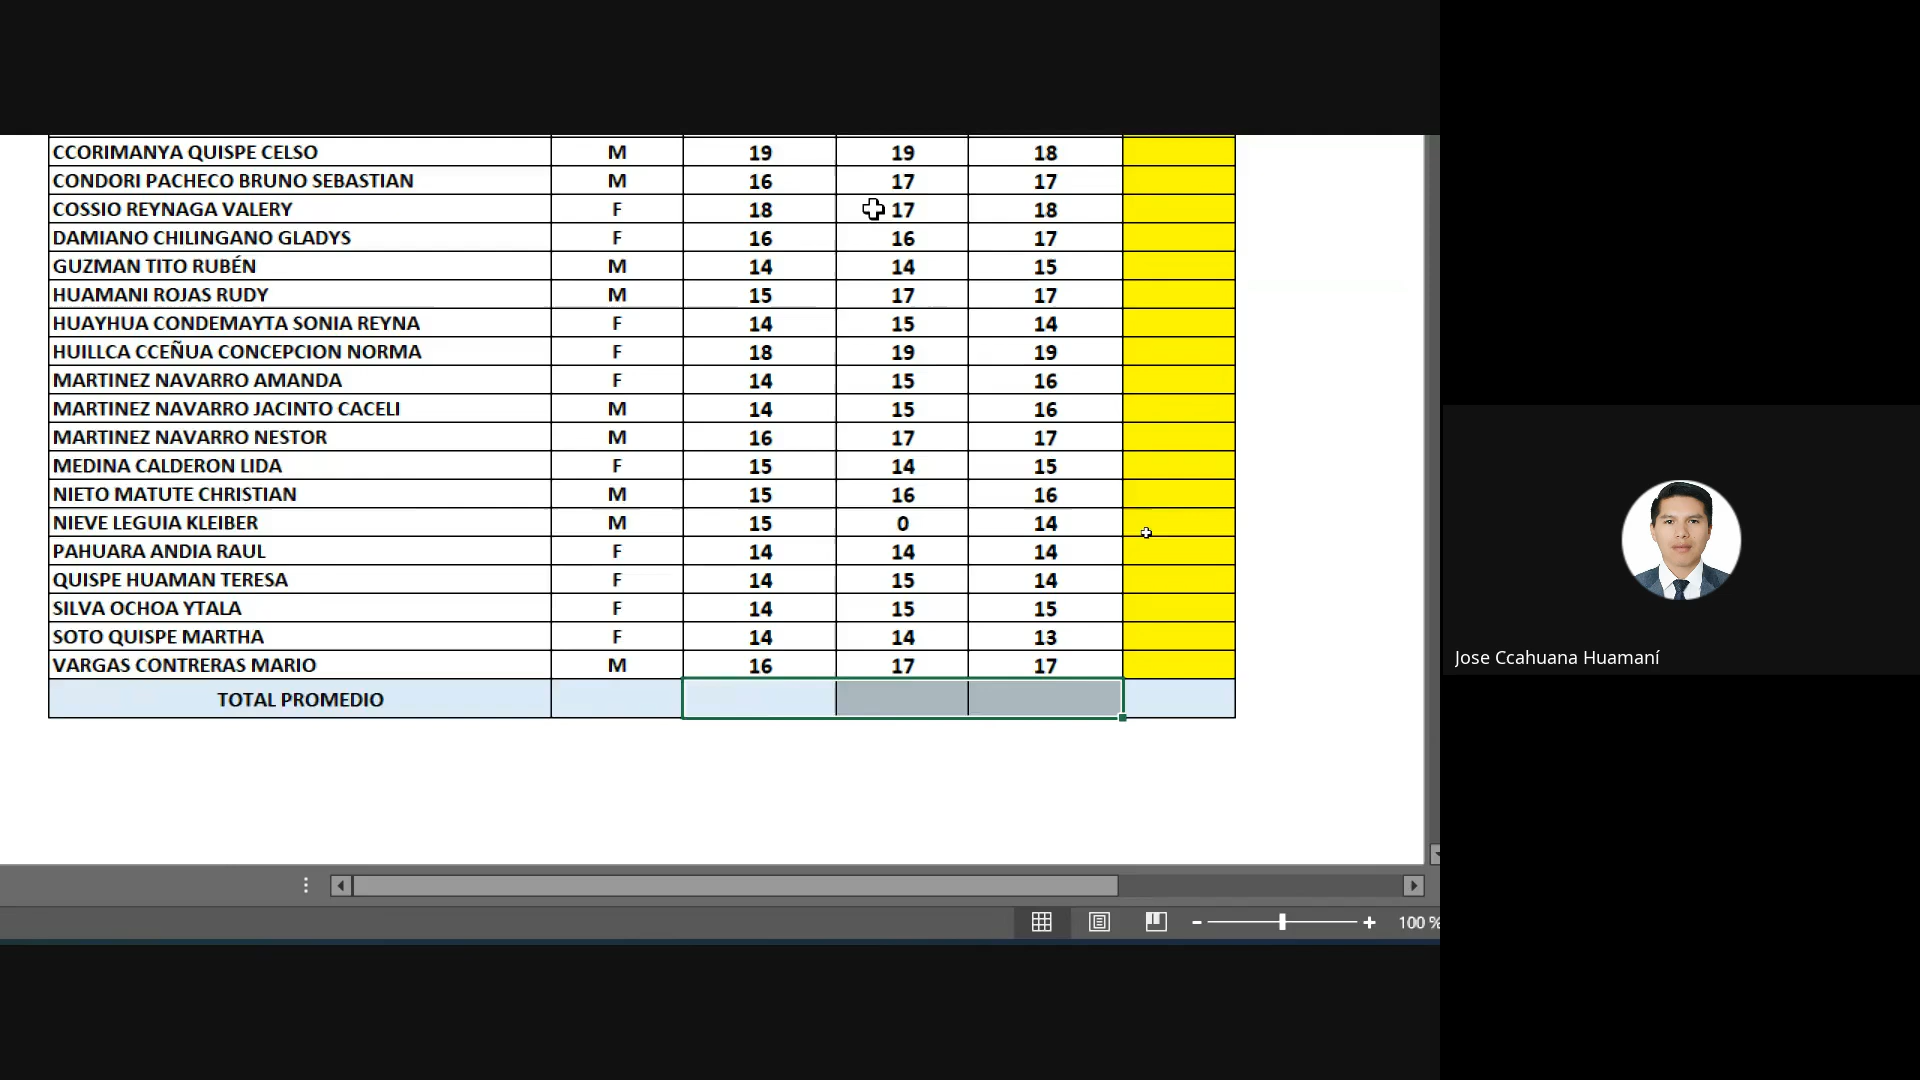 CCORIMANYA QUISPE CELSO M 19 19 18
CONDORI PACHECO BRUNO SEBASTIAN M 16 17 17
COSSIO REYNAGA VALERY F 18 17 18
DAMIANO CHILINGANO GLADYS F 16 16 17
GUZMAN TITO RUBÉN M 14 14 15
HUAMANI ROJAS RUDY M 15 17 17
HUAYHUA CONDEMAYTA SONIA REYNA F 14 15 14
HUILLCA CCEÑUA CONCEPCION NORMA F 18 19 19
MARTINEZ NAVARRO AMANDA F 14 15 16
MARTINEZ NAVARRO JACINTO CACELI M 14 15 16
MARTINEZ NAVARRO NESTOR M 16 17 17
MEDINA CALDERON LIDA F 15 14 15
NIETO MATUTE CHRISTIAN M 15 16 16
NIEVE LEGUIA KLEIBER M 15 0 14
PAHUARA ANDIA RAUL F 14 14 14
QUISPE HUAMAN TERESA F 14 15 14
SILVA OCHOA YTALA F 14 15 15
SOTO QUISPE MARTHA F 14 14 13
VARGAS CONTRERAS MARIO M 16 17 17
TOTAL PROMEDIO
Jose Ccahuana Huamaní
100 %